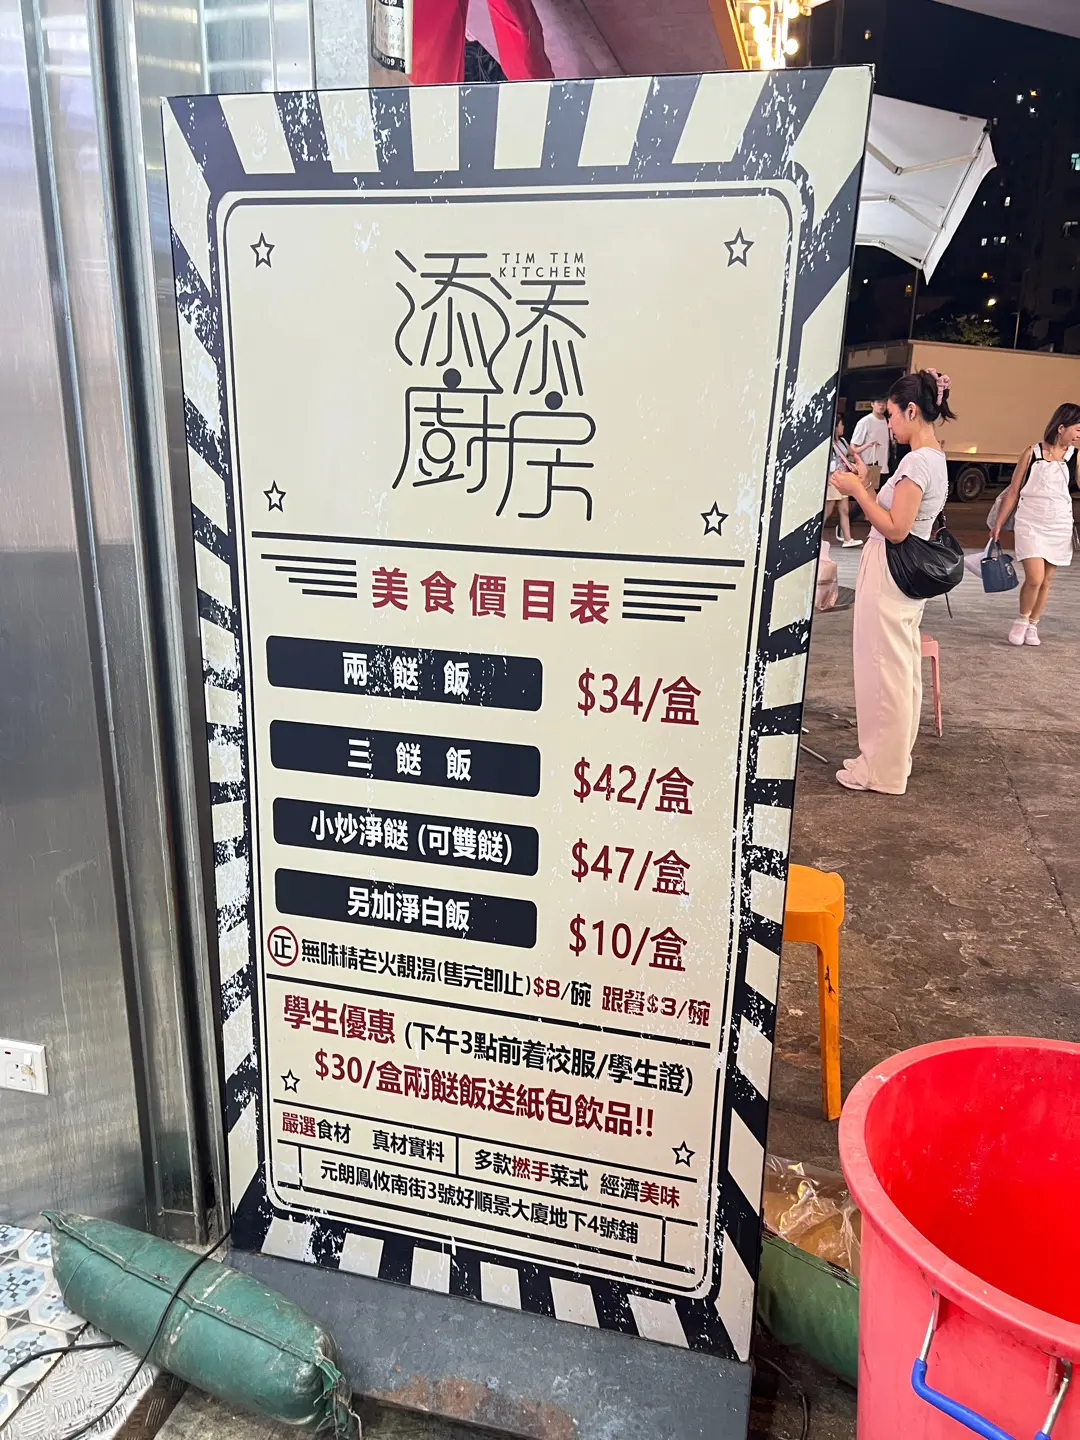 TIM TIM
KITCHEN
添添
廚房
美食價目表
兩餸飯 $34/盒
三餸飯 $42/盒
小炒淨餸 (可雙餸) $47/盒
另加淨白飯 $10/盒
正 無味精老火靚湯(售完即止) $8/碗 跟餐$3/碗
學生優惠 (下午3點前着校服/學生證)
$30/盒兩餸飯送紙包飲品!!
嚴選食材 真材實料 多款撚手菜式 經濟美味
元朗鳳攸南街3號好順景大廈地下4號鋪